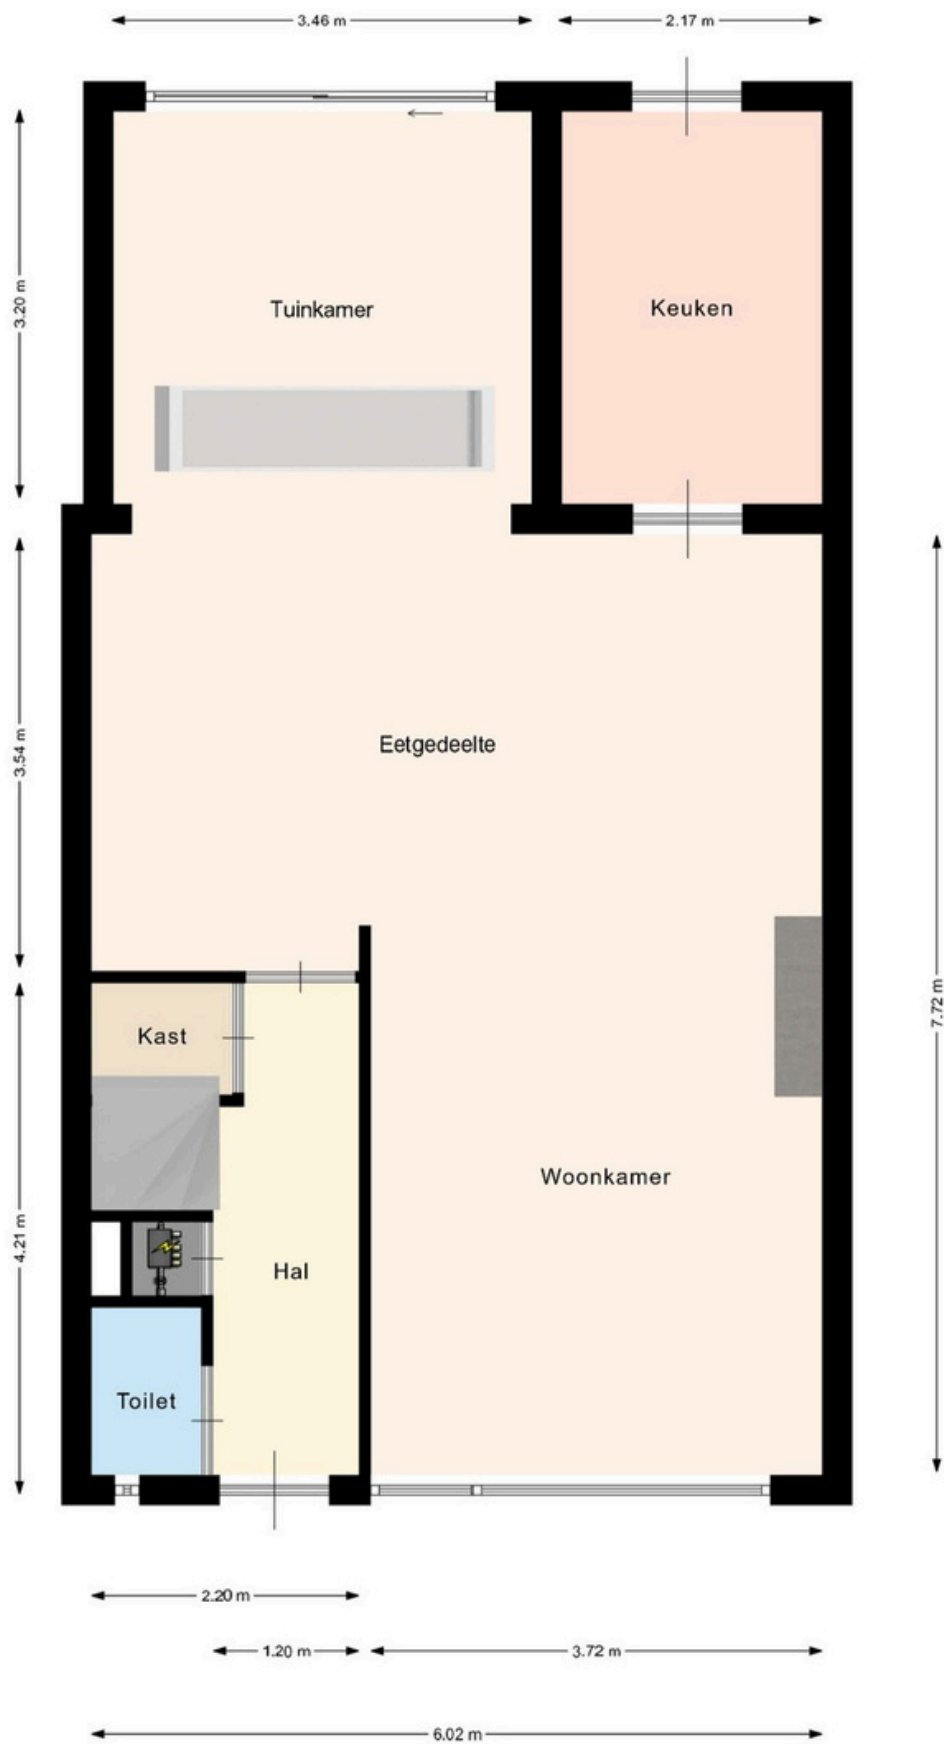 3.46 m
2.17 m
3.20 m
Tuinkamer
Keuken
3.54 m
Eetgedeelte
7.72 m
Kast
Woonkamer
4.21 m
Hal
Toilet
2.20 m
1.20 m
3.72 m
6.02 m